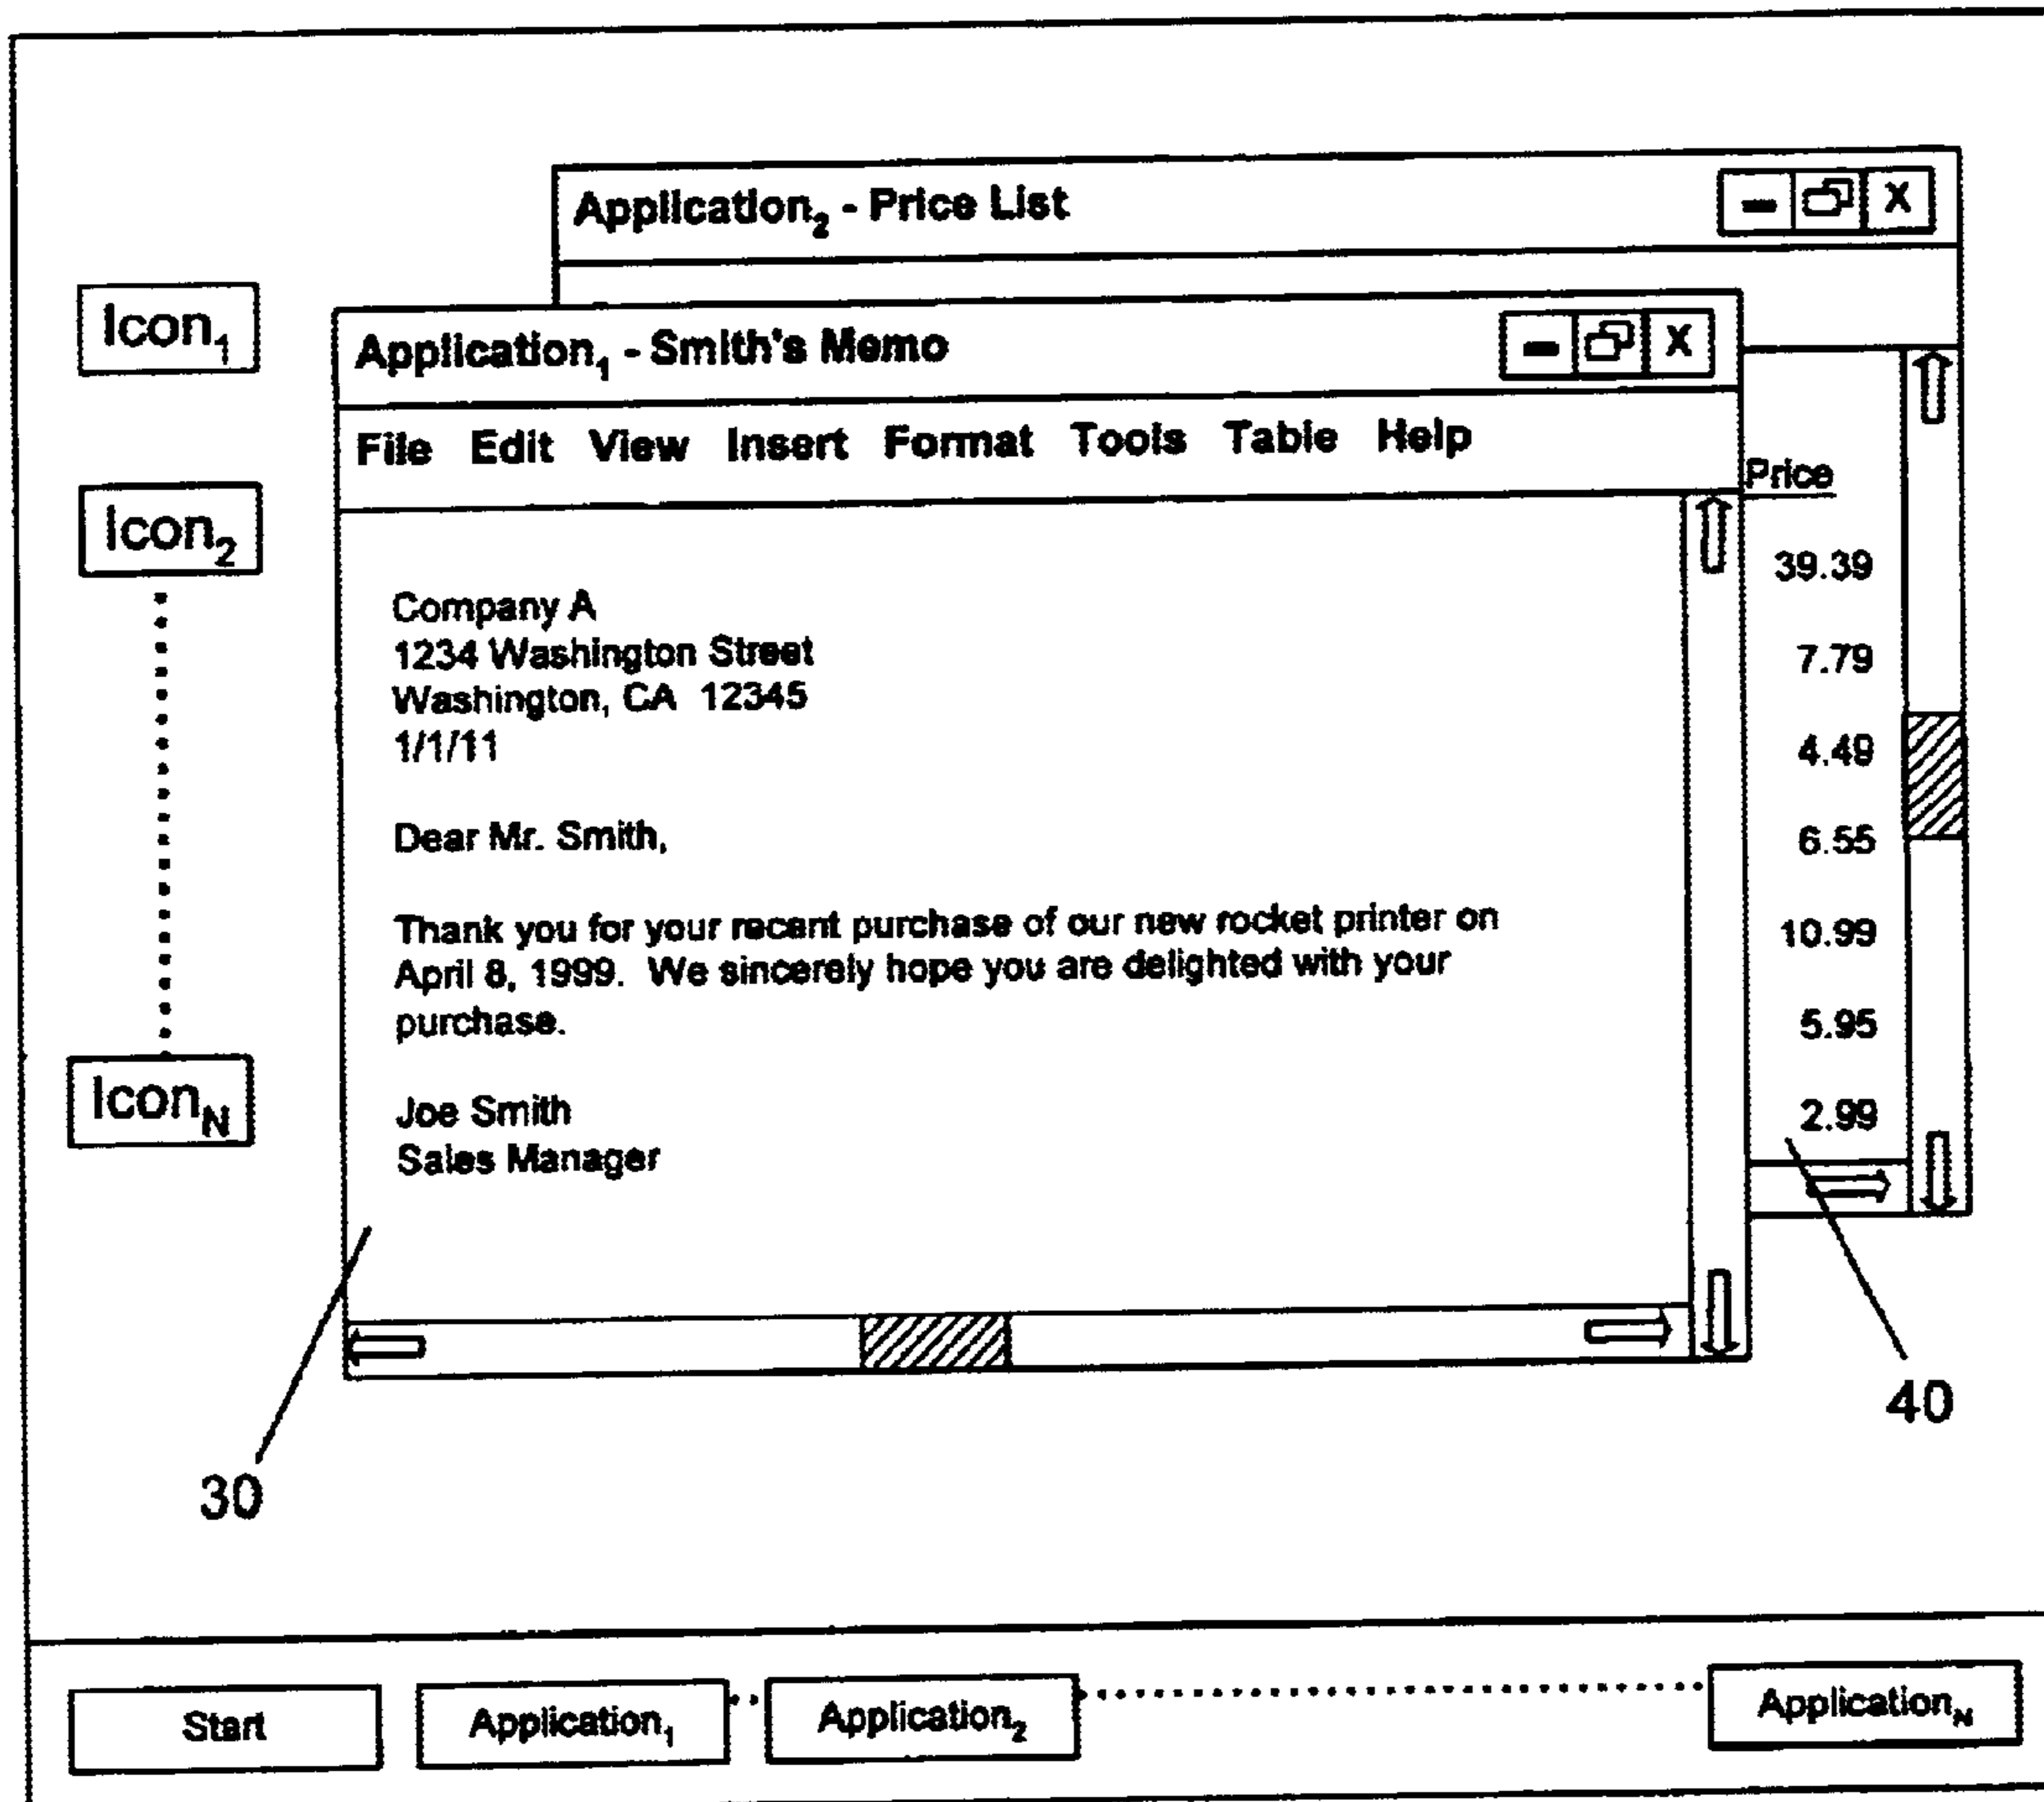 Application₂ - Price List
- X
Icon₁
Application₁ - Smith's Memo
- X
File Edit View Insert Format Tools Table Help
Price
Icon₂
39.39
Company A
1234 Washington Street
7.79
Washington, CA 12345
1/1/11
4.49
Dear Mr. Smith,
6.55
Thank you for your recent purchase of our new rocket printer on
10.99
April 8, 1999. We sincerely hope you are delighted with your
purchase.
5.95
Icon_N
Joe Smith
2.99
Sales Manager
40
30
Start Application₁ Application₂ Application_N